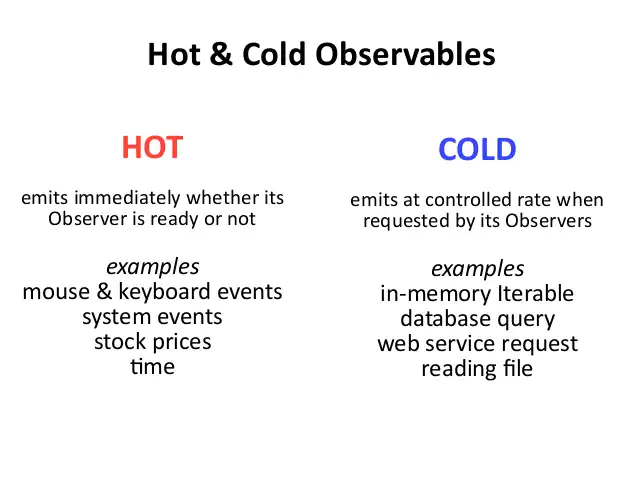 Hot & Cold Observables
HOT
emits immediately whether its
Observer is ready or not
examples
mouse & keyboard events
system events
stock prices
time
COLD
emits at controlled rate when
requested by its Observers
examples
in-memory Iterable
database query
web service request
reading file